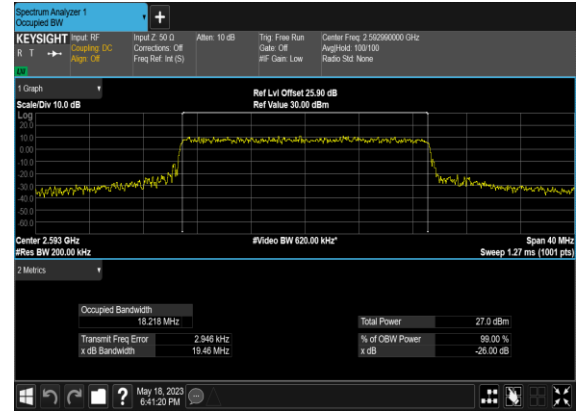 Spectrum Analyzer 1
Occupied BW
+
KEYSIGHT Input: RF Input Z: 50 Ω Atten: 10 dB Trig: Free Run Center Freq: 2.592990000 GHz
R T Coupling: DC Corrections: Off Gate: Off Avg|Hold: 100/100
Align: Off Freq Ref: Int (S) #IF Gain: Low Radio Std: None
LV
1 Graph
Ref Lvl Offset 25.90 dB
Scale/Div 10.0 dB Ref Value 30.00 dBm
Log
20.0
10.0
0.00
-10.0
-20.0
-30.0
-40.0
-50.0
-60.0
Center 2.593 GHz #Video BW 620.00 kHz* Span 40 MHz
#Res BW 200.00 kHz Sweep 1.27 ms (1001 pts)
2 Metrics
Occupied Bandwidth
18.218 MHz Total Power 27.0 dBm
Transmit Freq Error 2.946 kHz % of OBW Power 99.00 %
x dB Bandwidth 19.46 MHz x dB -26.00 dB
? May 18, 2023
6:41:20 PM